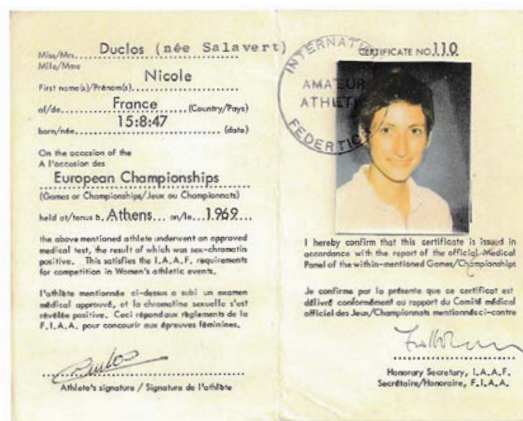 Miss/Mrs. Duclos (née Salavert)
Mlle/Mme
Nicole
First name(s)/Prénom(s)
of/de France (Country/Pays)
born/née 15:8:47 (date)
On the occasion of the
A l'occasion des
European Championships
(Games or Championships/Jeux ou Championnats)
held at/tenus à Athens on/le 1969
the above mentioned athlete underwent an approved
medical test, the result of which was sex-chromatin
positive. This satisfies the I.A.A.F. requirements
for competition in Women's athletic events.
l'athlète mentionnée ci-dessus a subi un examen
médical approuvé, et la chromatine sexuelle s'est
révélée positive. Ceci répond aux règlements de la
F.I.A.A. pour concourir aux épreuves féminines.
Duclos
Athlete's signature / Signature de l'athlète
CERTIFICATE NO. 110
INTERNATI
AMATEUR
ATHLETI
FEDERTIO
I hereby confirm that this certificate is issued in
accordance with the report of the official Medical
Panel of the within-mentioned Games/Championships
Je confirme par la présente que ce certificat est
délivré conformément au rapport du Comité médical
officiel des Jeux/Championnats mentionnés ci-contre
Honorary Secretary, I.A.A.F.
Secrétaire/Honoraire, F.I.A.A.